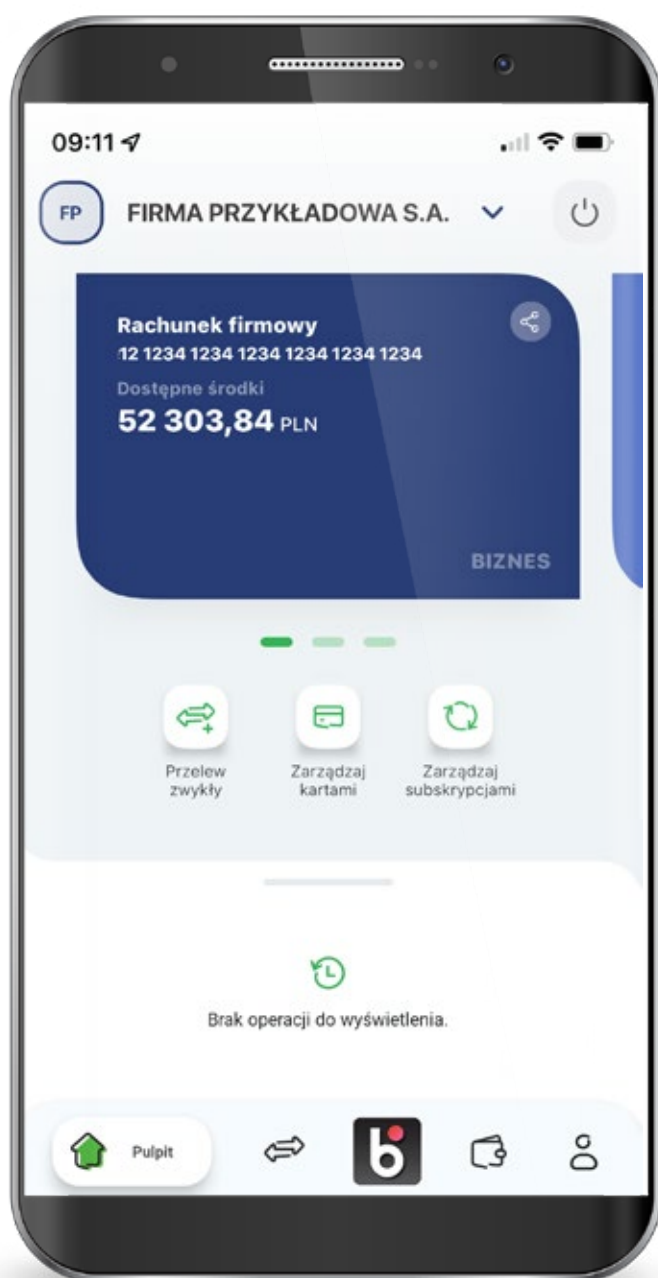 09:11
FP
FIRMA PRZYKŁADOWA S.A.
Rachunek firmowy
12 1234 1234 1234 1234 1234 1234
Dostępne środki
52 303,84 PLN
BIZNES
Przelew
zwykły
Zarządzaj
kartami
Zarządzaj
subskrypcjami
Brak operacji do wyświetlenia.
Pulpit
b